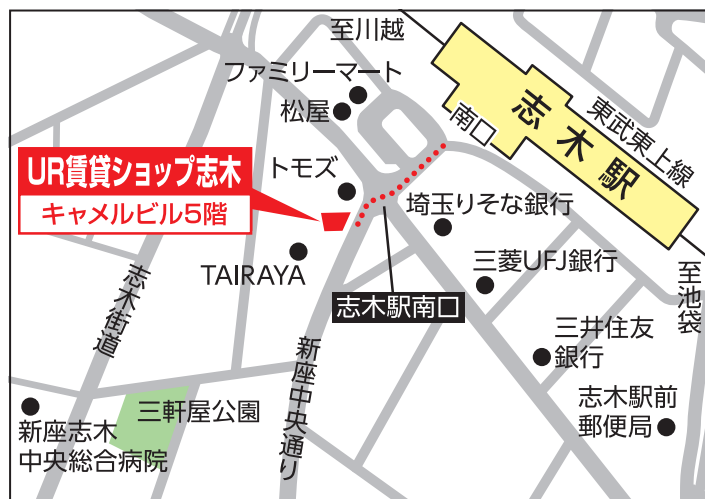 至川越
ファミリーマート
松屋
南口
志木駅
東武東上線
UR賃貸ショップ志木
キャメルビル5階
トモズ
埼玉りそな銀行
TAIRAYA
三菱UFJ銀行
至池袋
志木駅南口
志木街道
三井住友
銀行
新座中央通り
志木駅前
郵便局
三軒屋公園
新座志木
中央総合病院